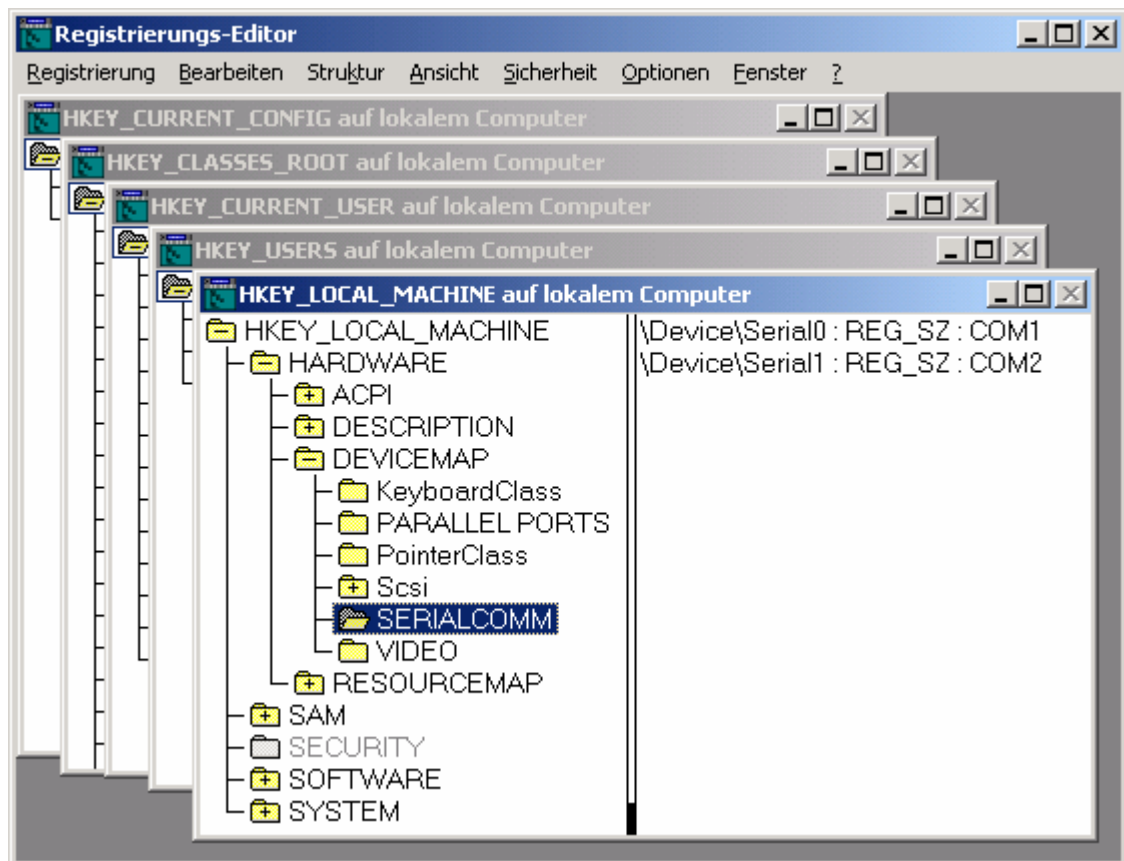 Registrierungs-Editor
Registrierung Bearbeiten Struktur Ansicht Sicherheit Optionen Fenster ?
HKEY_CURRENT_CONFIG auf lokalem Computer
HKEY_CLASSES_ROOT auf lokalem Computer
HKEY_CURRENT_USER auf lokalem Computer
HKEY_USERS auf lokalem Computer
HKEY_LOCAL_MACHINE auf lokalem Computer
HKEY_LOCAL_MACHINE
HARDWARE
ACPI
DESCRIPTION
DEVICEMAP
KeyboardClass
PARALLEL PORTS
PointerClass
Scsi
SERIALCOMM
VIDEO
RESOURCEMAP
SAM
SECURITY
SOFTWARE
SYSTEM
\Device\Serial0 : REG_SZ : COM1
\Device\Serial1 : REG_SZ : COM2